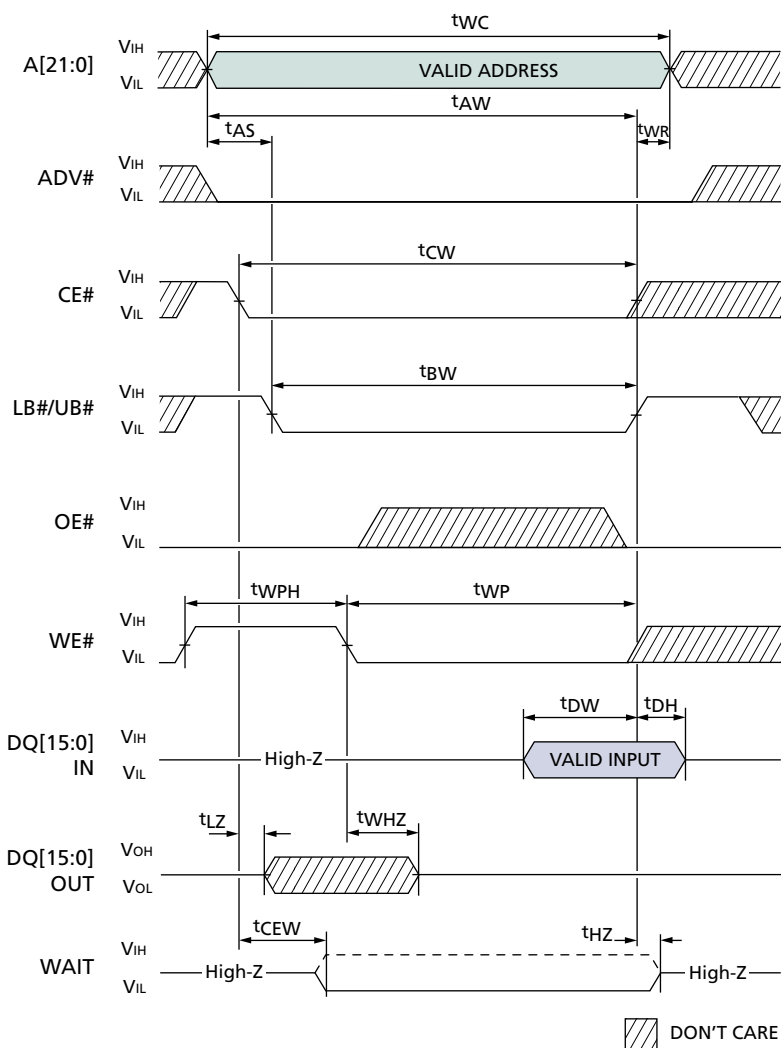 tWC
A[21:0]
VIH
VIL
VALID ADDRESS
tAW
tAS
tWR
ADV#
VIH
VIL
tCW
CE#
VIH
VIL
tBW
LB#/UB#
VIH
VIL
OE#
VIH
VIL
tWPH
tWP
WE#
VIH
VIL
tDW
tDH
DQ[15:0]
IN
VIH
VIL
High-Z
VALID INPUT
tLZ
tWHZ
DQ[15:0]
OUT
VOH
VOL
tCEW
tHZ
WAIT
VIH
VIL
High-Z
High-Z
DON'T CARE